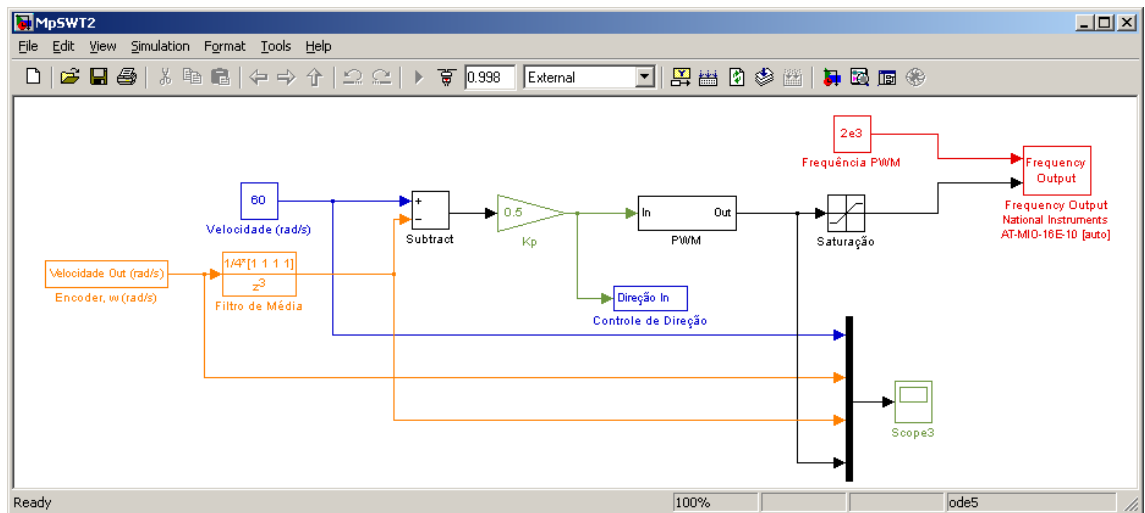 MpSWT2
File Edit View Simulation Format Tools Help
0.998 External
2e3
Frequência PWM
Frequency
Output
Frequency Output
National Instruments
AT-MIO-16E-10 [auto]
60
Velocidade (rad/s)
+
−
Subtract
0.5
Kp
In Out
PWM
Saturação
Velocidade Out (rad/s)
Encoder, w (rad/s)
1/4*[1 1 1 1]
z3
Filtro de Média
Direção In
Controle de Direção
Scope3
Ready 100% ode5